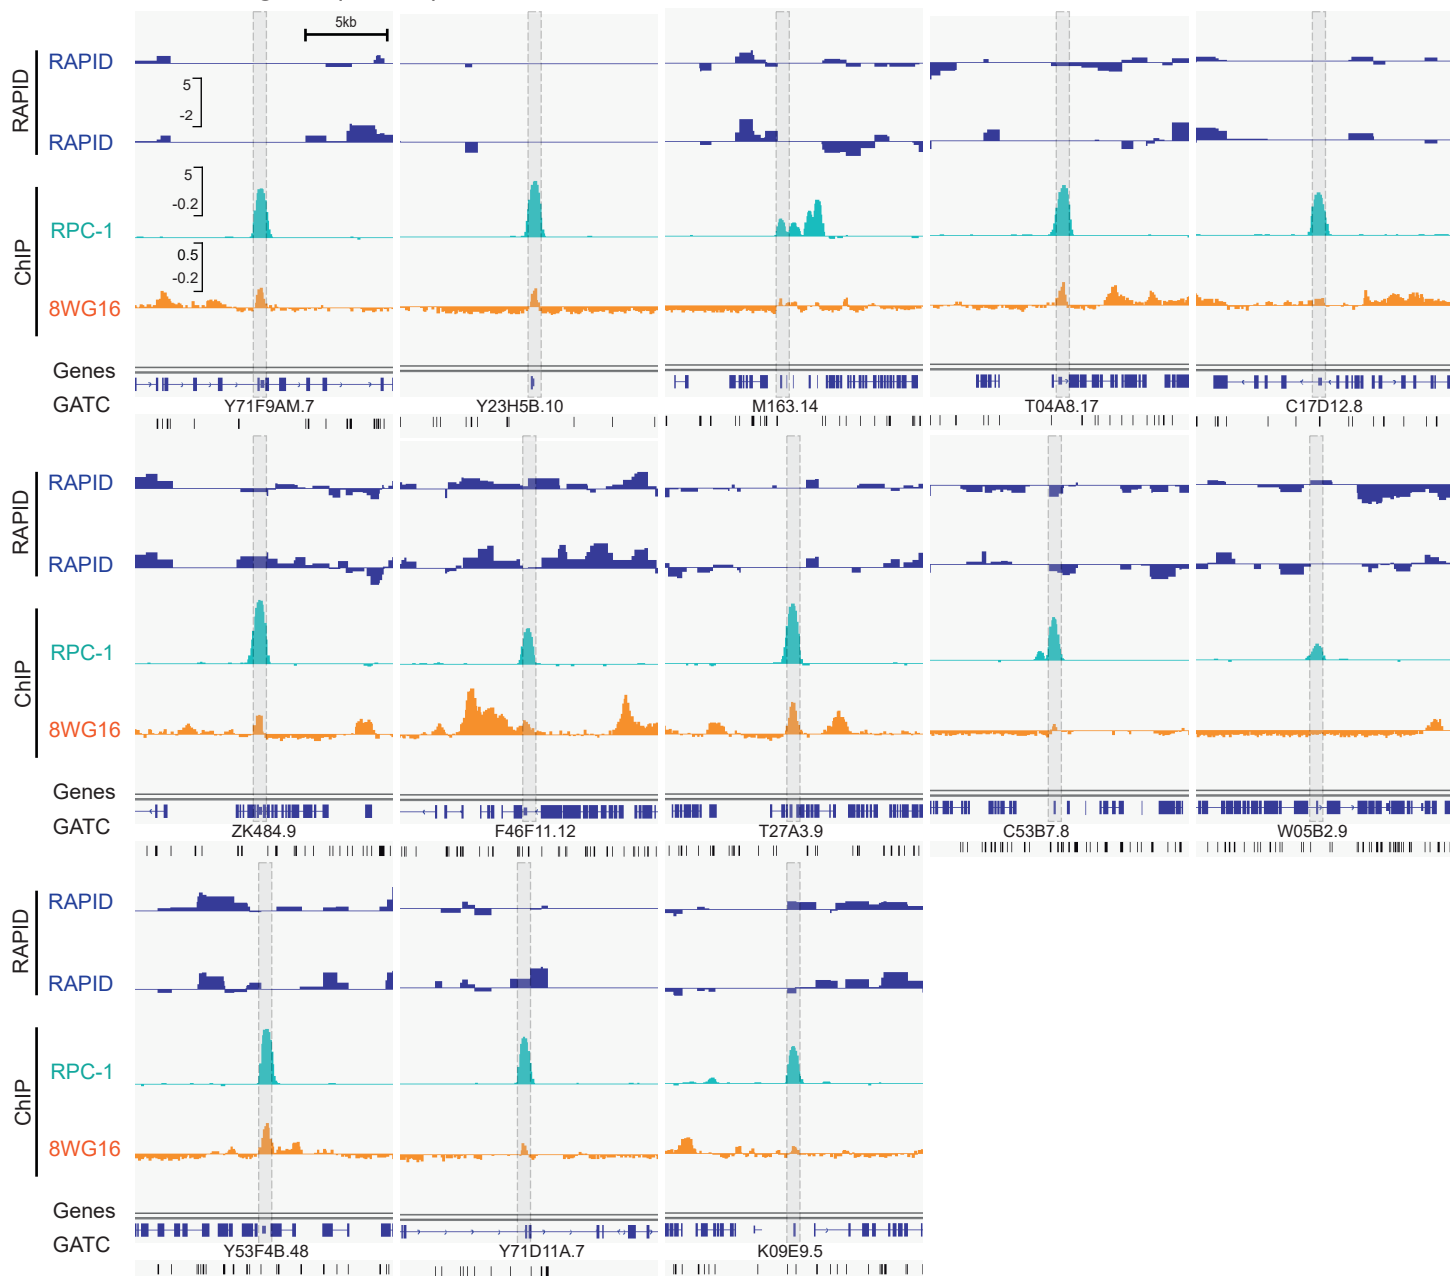 5kb
RAPID
RAPID
RAPID
5
-2
5
-0.2
ChIP
RPC-1
0.5
-0.2
8WG16
Genes
GATC
Y71F9AM.7 Y23H5B.10 M163.14 T04A8.17 C17D12.8
RAPID
RAPID
RAPID
ChIP
RPC-1
8WG16
Genes
GATC
ZK484.9 F46F11.12 T27A3.9 C53B7.8 W05B2.9
RAPID
RAPID
RAPID
ChIP
RPC-1
8WG16
Genes
GATC
Y53F4B.48 Y71D11A.7 K09E9.5